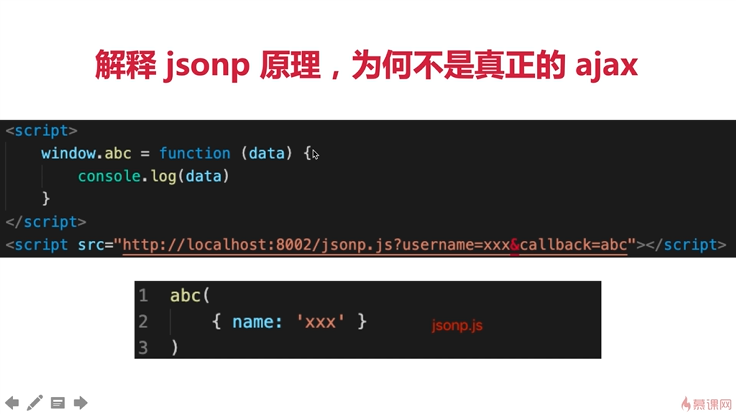 解释 jsonp 原理，为何不是真正的 ajax
<script>
window.abc = function (data) {
console.log(data)
}
</script>
<script src="http://localhost:8002/jsonp.js?username=xxx&callback=abc"></script>
1 abc(
2 { name: 'xxx' } jsonp.js
3 )
慕课网